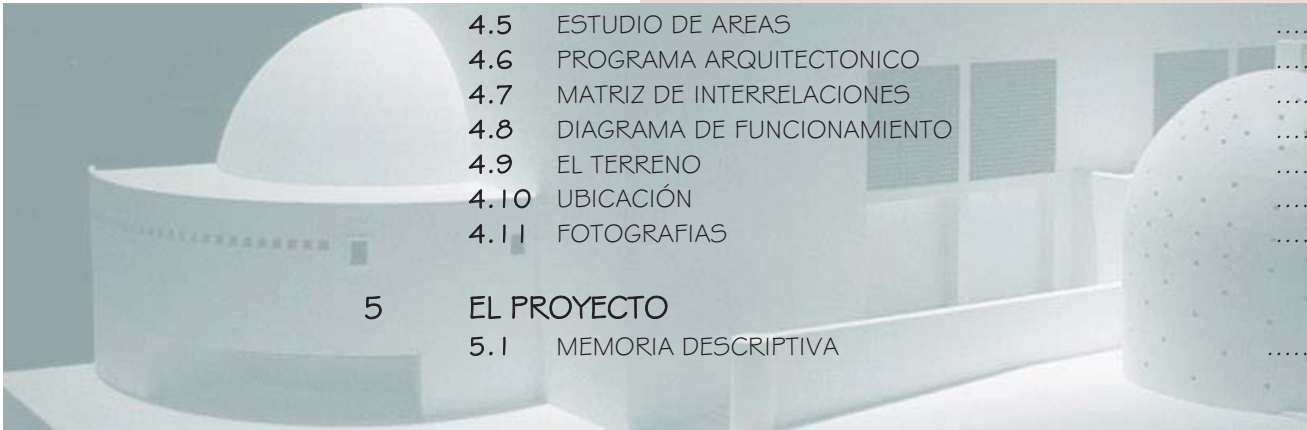 4.5 ESTUDIO DE AREAS ....
4.6 PROGRAMA ARQUITECTONICO ....
4.7 MATRIZ DE INTERRELACIONES ....
4.8 DIAGRAMA DE FUNCIONAMIENTO ....
4.9 EL TERRENO ....
4.10 UBICACIÓN ....
4.11 FOTOGRAFIAS ....
5 EL PROYECTO
5.1 MEMORIA DESCRIPTIVA .....